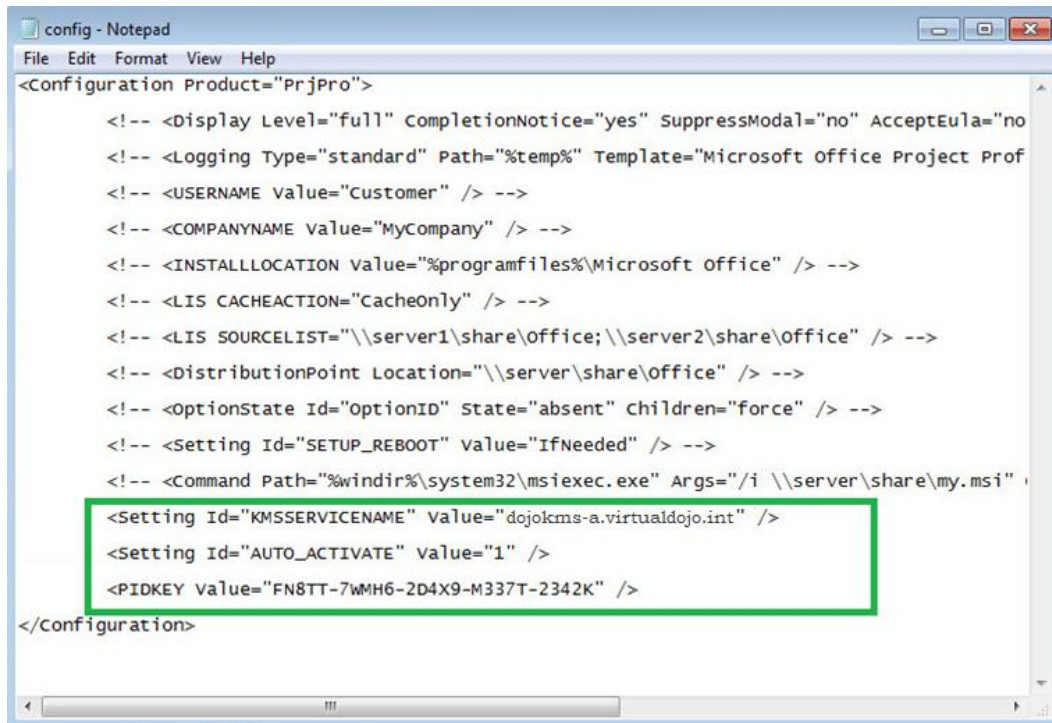 config - Notepad
File Edit Format View Help
<Configuration Product="PrjPro">
<!-- <Display Level="full" CompletionNotice="yes" SuppressModal="no" AcceptEula="no
<!-- <Logging Type="standard" Path="%temp%" Template="Microsoft Office Project Prof
<!-- <USERNAME Value="Customer" /> -->
<!-- <COMPANYNAME Value="MyCompany" /> -->
<!-- <INSTALLLOCATION Value="%programfiles%\Microsoft Office" /> -->
<!-- <LIS CACHEACTION="CacheOnly" /> -->
<!-- <LIS SOURCELIST="\\server1\share\Office;\\server2\share\Office" /> -->
<!-- <DistributionPoint Location="\\server\share\Office" /> -->
<!-- <OptionState Id="OptionID" State="absent" Children="force" /> -->
<!-- <Setting Id="SETUP_REBOOT" Value="IfNeeded" /> -->
<!-- <Command Path="%windir%\system32\msiexec.exe" Args="/i \\server\share\my.msi"
<Setting Id="KMSSERVICENAME" Value="dojokms-a.virtualdojo.int" />
<Setting Id="AUTO_ACTIVATE" Value="1" />
<PIDKEY Value="FN8TT-7WMH6-2D4X9-M337T-2342K" />
</Configuration>